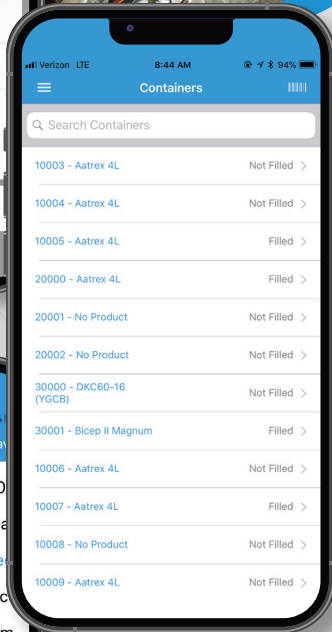 Verizon LTE 8:44 AM 94%
Containers
Search Containers
10003 - Aatrex 4L Not Filled
10004 - Aatrex 4L Not Filled
10005 - Aatrex 4L Filled
20000 - Aatrex 4L Filled
20001 - No Product Not Filled
20002 - No Product Not Filled
30000 - DKC60-16
(YGCB) Not Filled
30001 - Bicep II Magnum Filled
10006 - Aatrex 4L Not Filled
10007 - Aatrex 4L Filled
10008 - No Product Not Filled
10009 - Aatrex 4L Not Filled